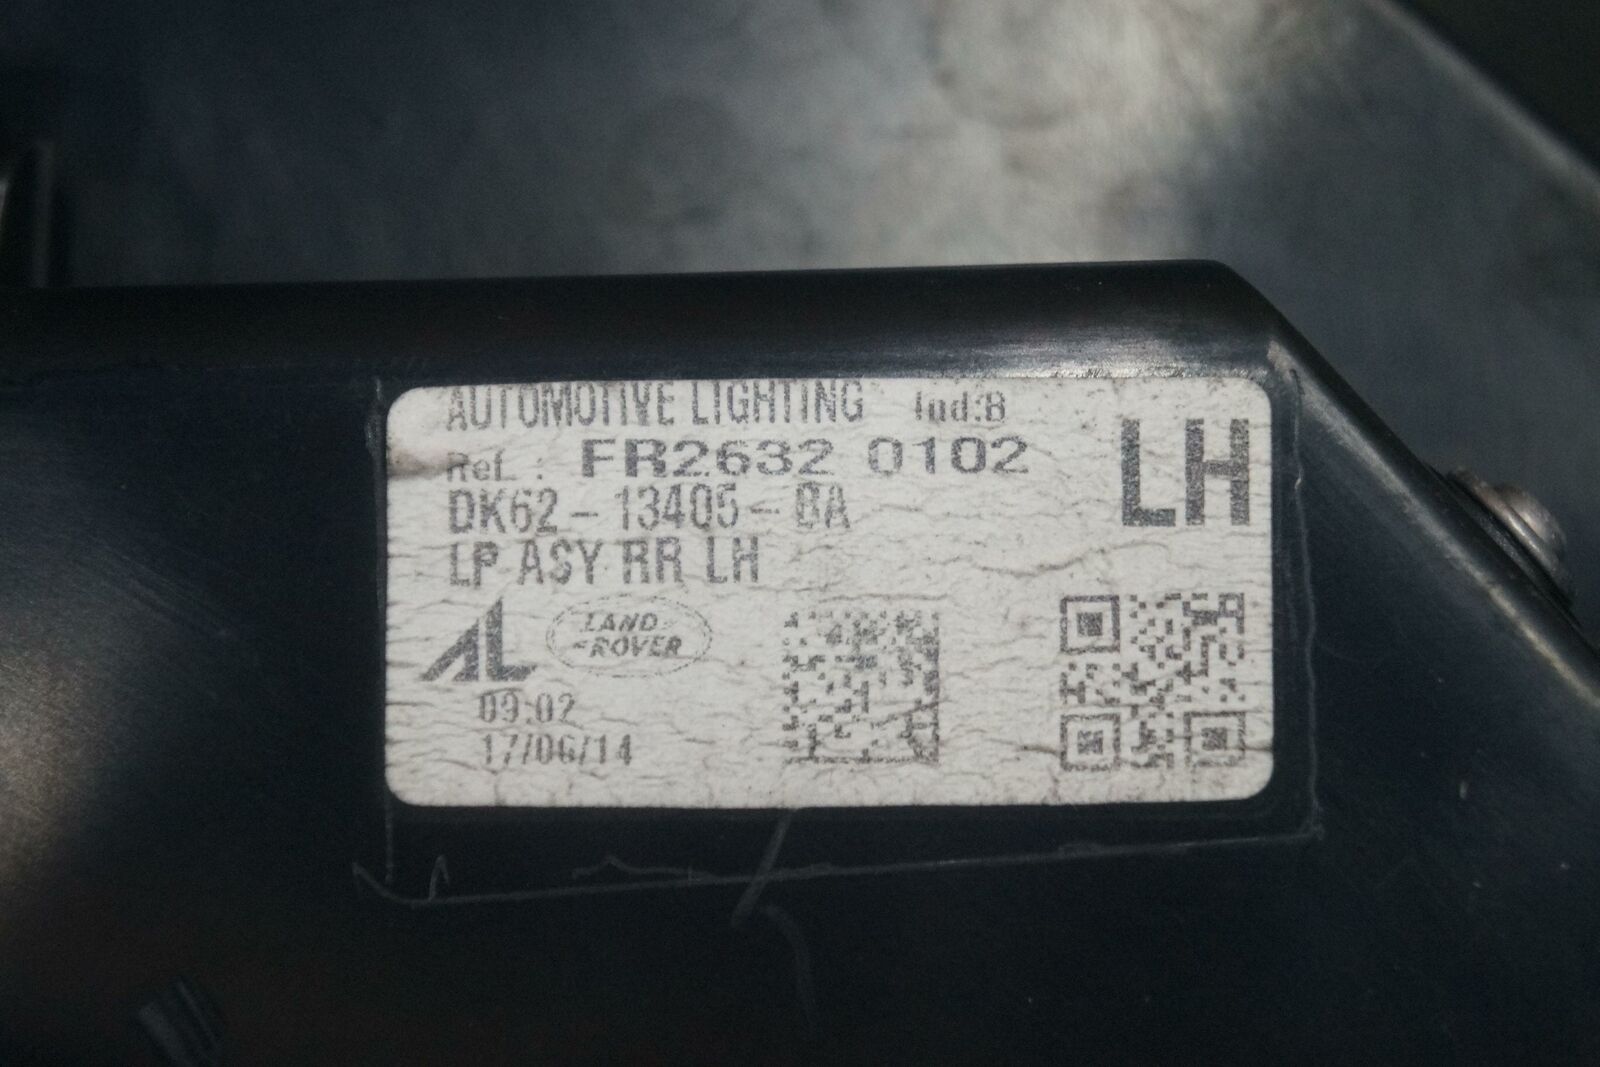 AUTOMOTIVE LIGHTING Ind:B
Ref. : FR2632 0102
LH
DK62-13405-BA
LP ASY RR LH
AL
LAND-
-ROVER
09:02
17/06/14